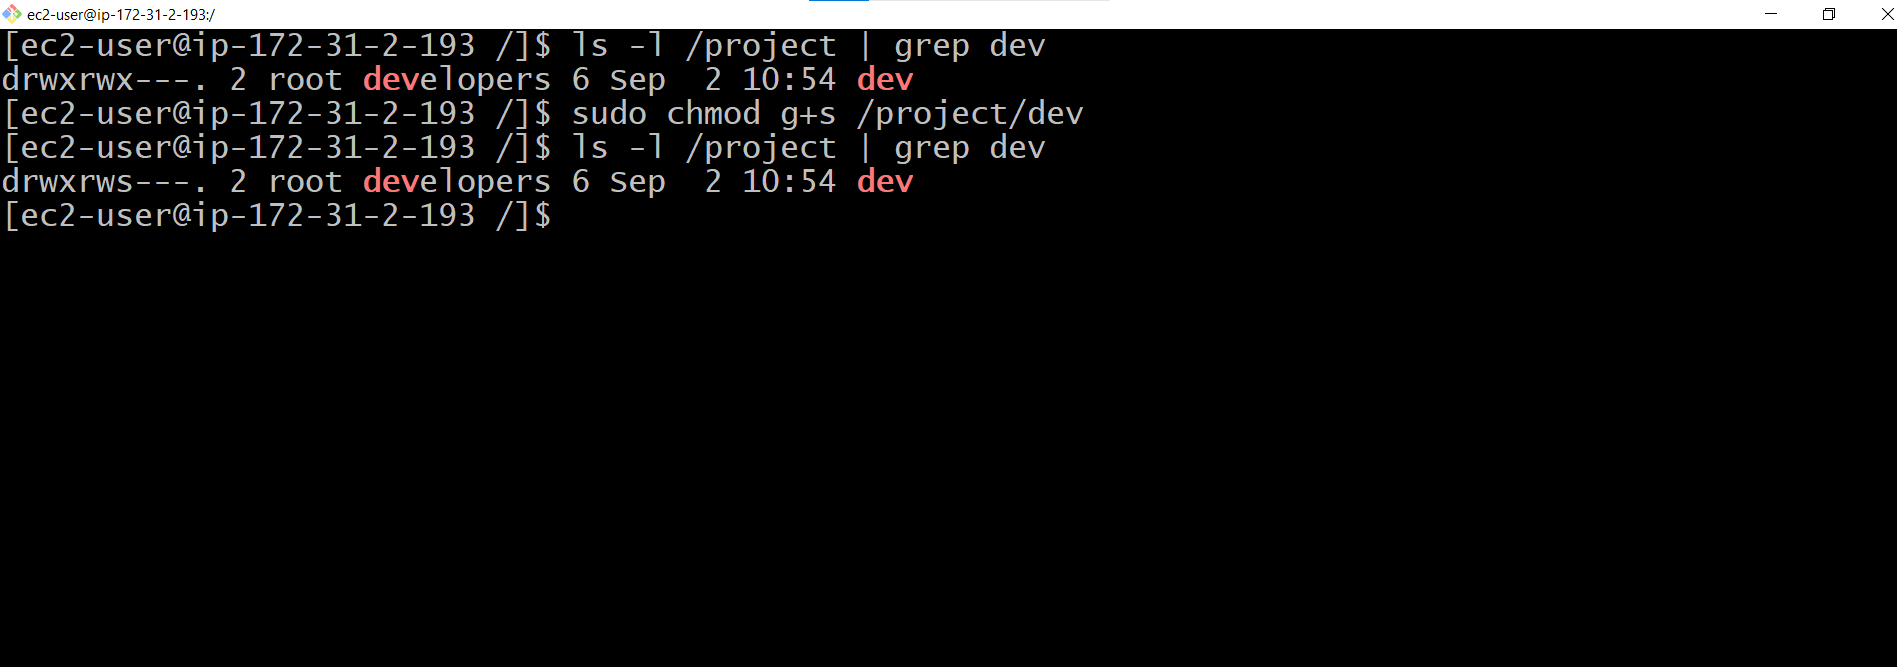 ec2-user@ip-172-31-2-193:/
[ec2-user@ip-172-31-2-193 /]$ ls -l /project | grep dev
drwxrwx---. 2 root developers 6 Sep  2 10:54 dev
[ec2-user@ip-172-31-2-193 /]$ sudo chmod g+s /project/dev
[ec2-user@ip-172-31-2-193 /]$ ls -l /project | grep dev
drwxrws---. 2 root developers 6 Sep  2 10:54 dev
[ec2-user@ip-172-31-2-193 /]$